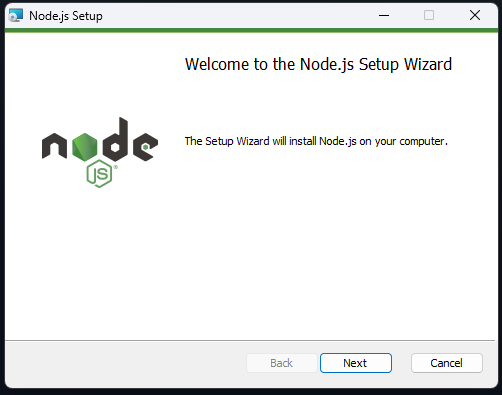 Node.js Setup
Welcome to the Node.js Setup Wizard
The Setup Wizard will install Node.js on your computer.
node
JS®
Back
Next
Cancel